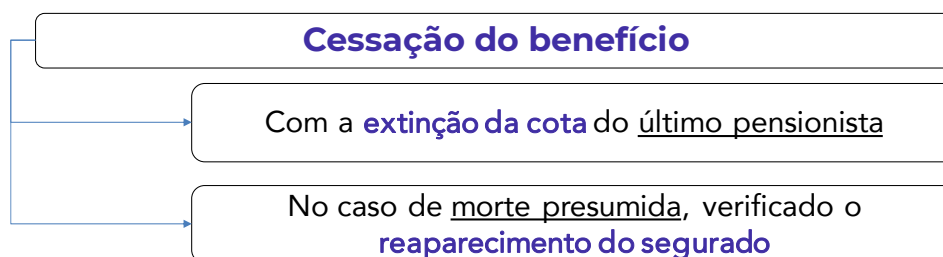 Cessação do benefício
Com a extinção da cota do último pensionista
No caso de morte presumida, verificado o
reaparecimento do segurado